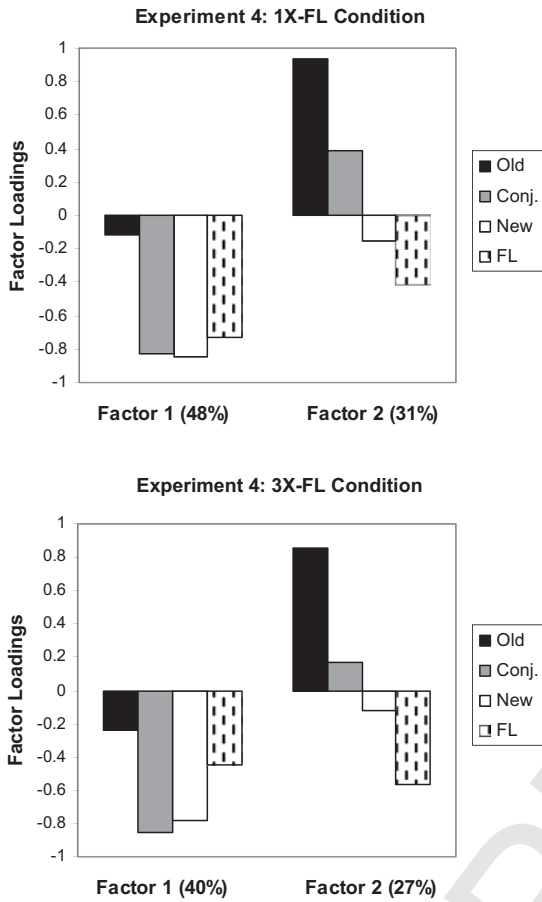 Experiment 4: 1X-FL Condition
1
0.8
0.6
0.4
0.2
0
-0.2
-0.4
-0.6
-0.8
-1
Factor Loadings
Factor 1 (48%) Factor 2 (31%)
Old
Conj.
New
FL
Experiment 4: 3X-FL Condition
1
0.8
0.6
0.4
0.2
0
-0.2
-0.4
-0.6
-0.8
-1
Factor Loadings
Factor 1 (40%) Factor 2 (27%)
Old
Conj.
New
FL